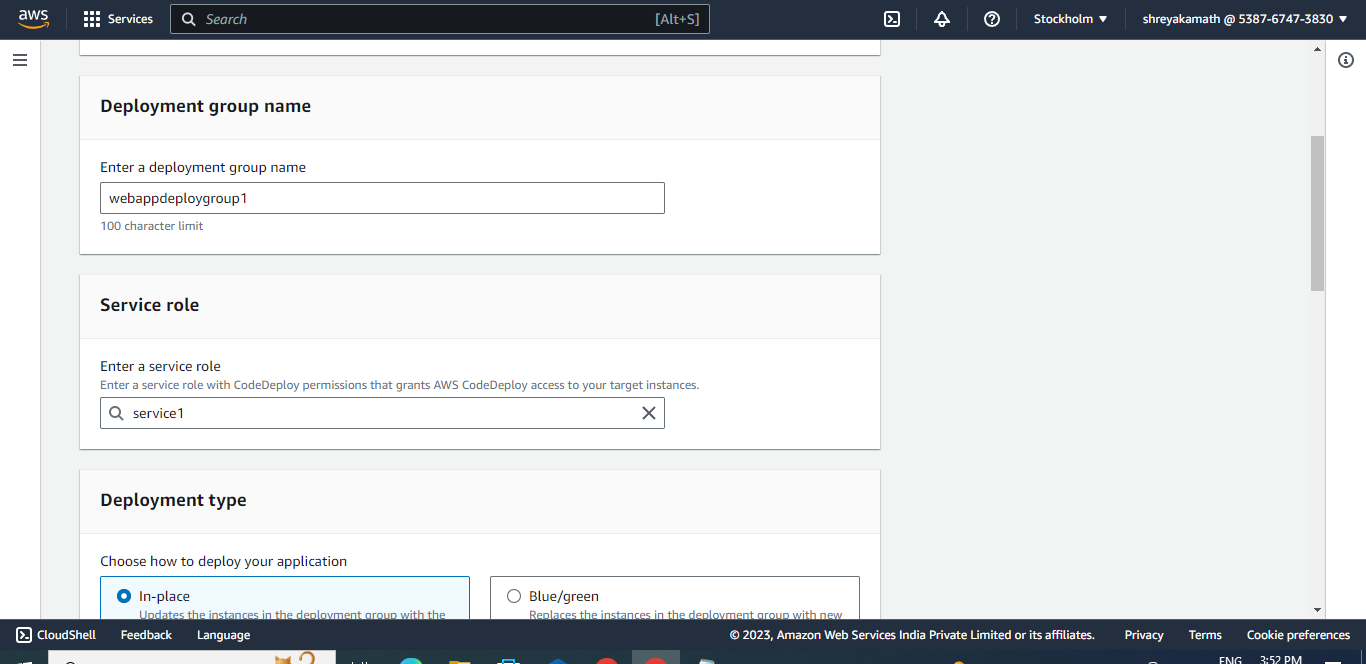 aws
Services
Search
[Alt+S]
Stockholm
shreyakamath @ 5387-6747-3830
Deployment group name
Enter a deployment group name
webappdeploygroup1
100 character limit
Service role
Enter a service role
Enter a service role with CodeDeploy permissions that grants AWS CodeDeploy access to your target instances.
service1
Deployment type
Choose how to deploy your application
In-place
Updates the instances in the deployment group with the
Blue/green
Replaces the instances in the deployment group with new
CloudShell
Feedback
Language
© 2023, Amazon Web Services India Private Limited or its affiliates.
Privacy
Terms
Cookie preferences
ENG
3:52 PM